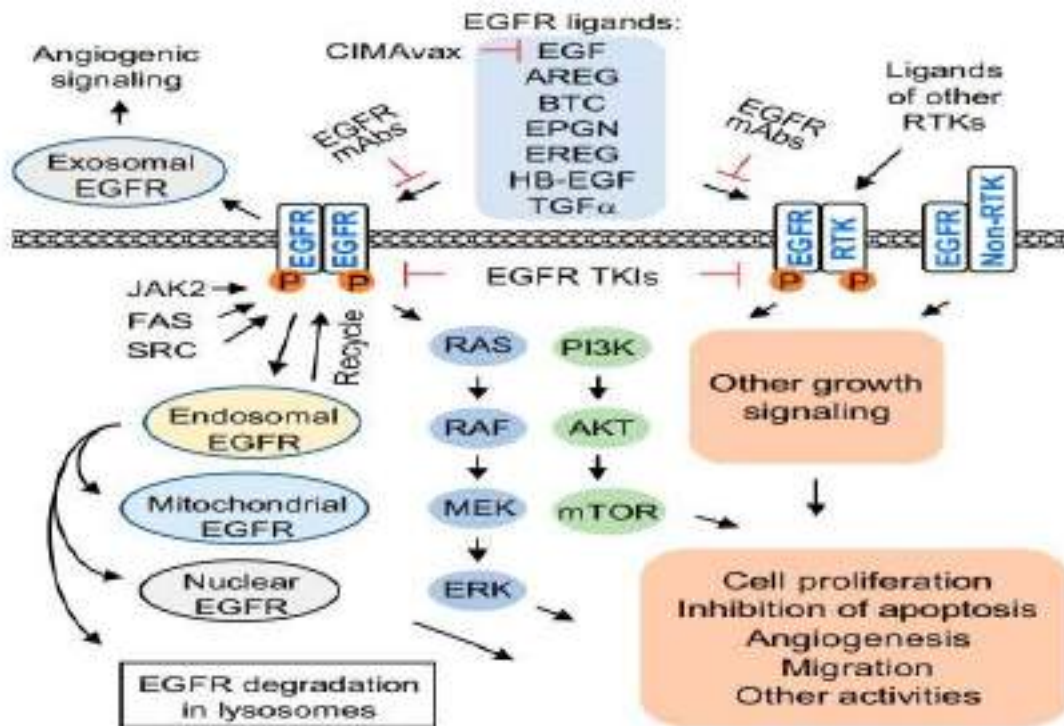 EGFR ligands:
CIMAvax
EGF
AREG
BTC
EPGN
EREG
HB-EGF
TGFα
Angiogenic
signaling
Exosomal
EGFR
EGFR
mAbs
EGFR
mAbs
Ligands
of other
RTKs
EGFR
EGFR
P
P
EGFR
RTK
P
P
EGFR
Non-RTK
EGFR TKIs
JAK2
FAS
SRC
Recycle
Endosomal
EGFR
Mitochondrial
EGFR
Nuclear
EGFR
EGFR degradation
in lysosomes
RAS
RAF
MEK
ERK
PI3K
AKT
mTOR
Other growth
signaling
Cell proliferation
Inhibition of apoptosis
Angiogenesis
Migration
Other activities